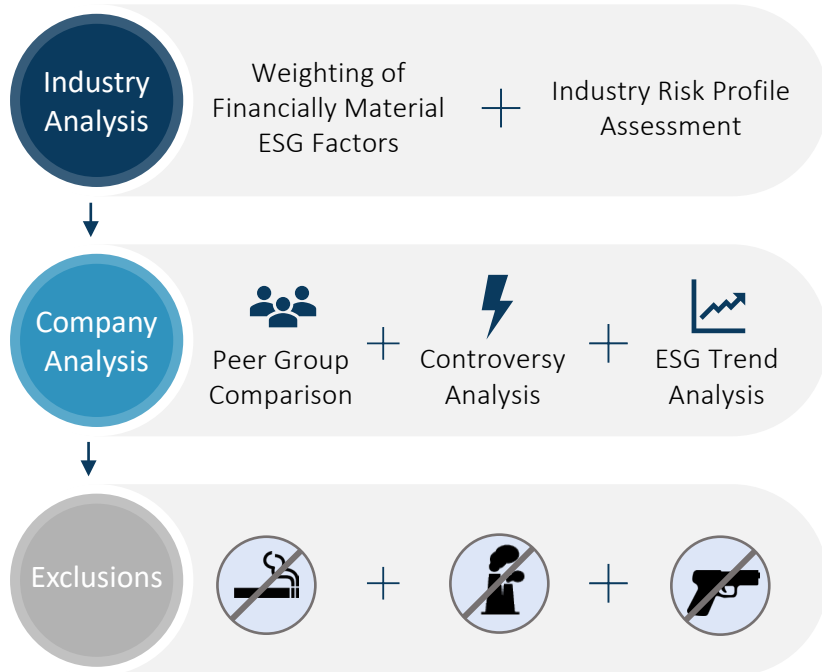 Industry
Analysis
Weighting of
Financially Material
ESG Factors
Industry Risk Profile
Assessment
Company
Analysis
Peer Group
Comparison
Controversy
Analysis
ESG Trend
Analysis
Exclusions